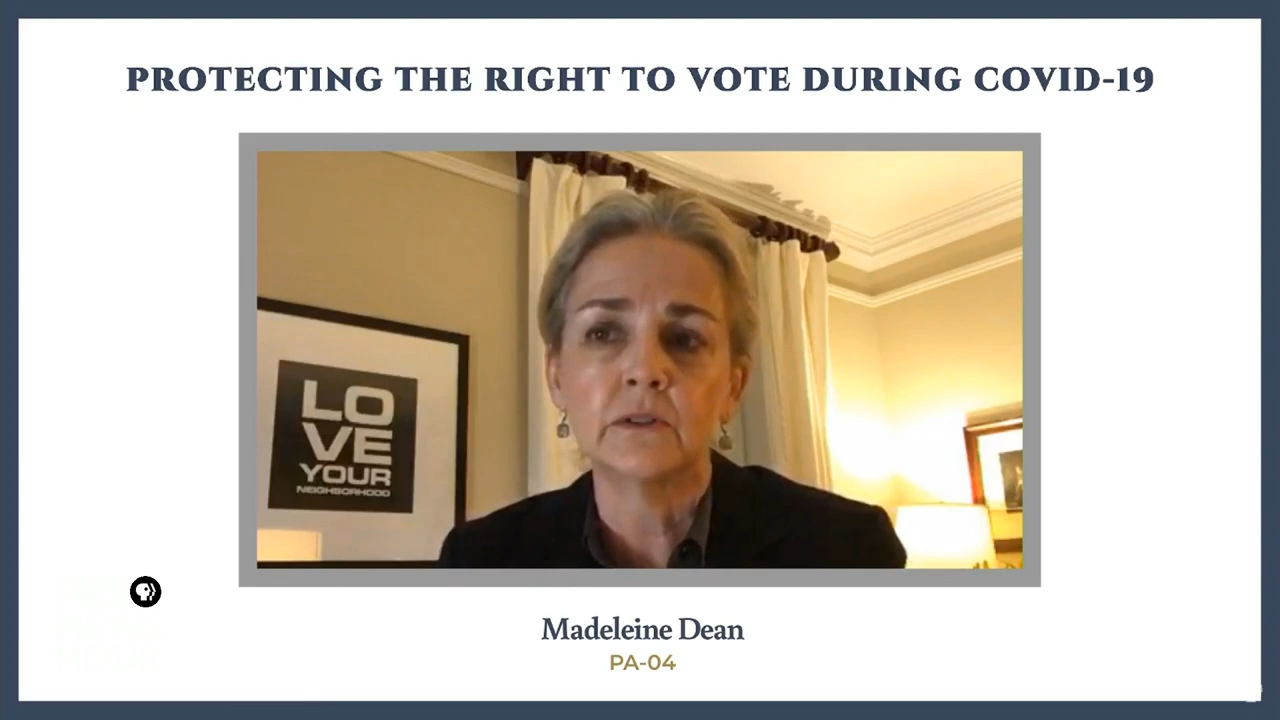 PROTECTING THE RIGHT TO VOTE DURING COVID-19
LO
VE
YOUR
NEIGHBORHOOD
Madeleine Dean
PA-04